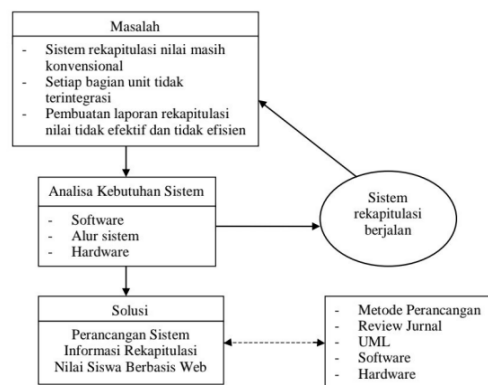 Masalah
- Sistem rekapitulasi nilai masih
konvensional
- Setiap bagian unit tidak
terintegrasi
- Pembuatan laporan rekapitulasi
nilai tidak efektif dan tidak efisien
Analisa Kebutuhan Sistem
- Software
- Alur sistem
- Hardware
Sistem
rekapitulasi
berjalan
Solusi
Perancangan Sistem
Informasi Rekapitulasi
Nilai Siswa Berbasis Web
- Metode Perancangan
- Review Jurnal
- UML
- Software
- Hardware